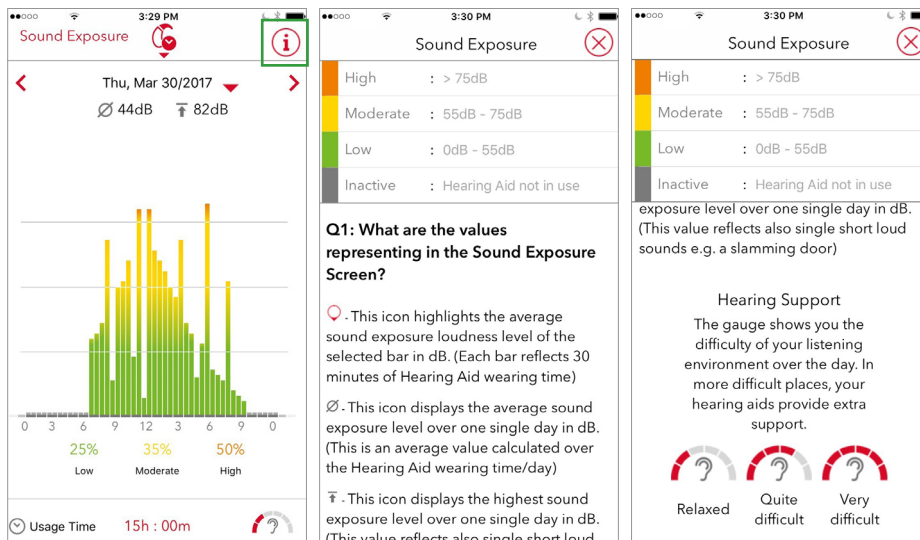 3:29 PM
Sound Exposure
i
Thu, Mar 30/2017
Ø 44dB 82dB
0 3 6 9 12 3 6 9 0
25% 35% 50%
Low Moderate High
Usage Time 15h : 00m
3:30 PM
Sound Exposure
High : > 75dB
Moderate : 55dB - 75dB
Low : 0dB - 55dB
Inactive : Hearing Aid not in use
Q1: What are the values
representing in the Sound Exposure
Screen?
- This icon highlights the average
sound exposure loudness level of the
selected bar in dB. (Each bar reflects 30
minutes of Hearing Aid wearing time)
Ø - This icon displays the average sound
exposure level over one single day in dB.
(This is an average value calculated over
the Hearing Aid wearing time/day)
- This icon displays the highest sound
exposure level over one single day in dB.
(This value reflects also single short loud
3:30 PM
Sound Exposure
High : > 75dB
Moderate : 55dB - 75dB
Low : 0dB - 55dB
Inactive : Hearing Aid not in use
exposure level over one single day in dB.
(This value reflects also single short loud
sounds e.g. a slamming door)
Hearing Support
The gauge shows you the
difficulty of your listening
environment over the day. In
more difficult places, your
hearing aids provide extra
support.
Relaxed
Quite
difficult
Very
difficult